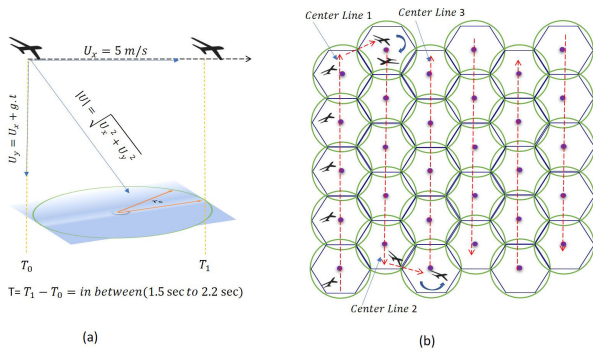 Center Line 1
Center Line 3
U_x = 5 m/s
U_y = U_x + g.t
|U| = √(U_x² + U_y²)
T_0
T_1
T= T_1 − T_0 = in between(1.5 sec to 2.2 sec)
Center Line 2
(a)
(b)